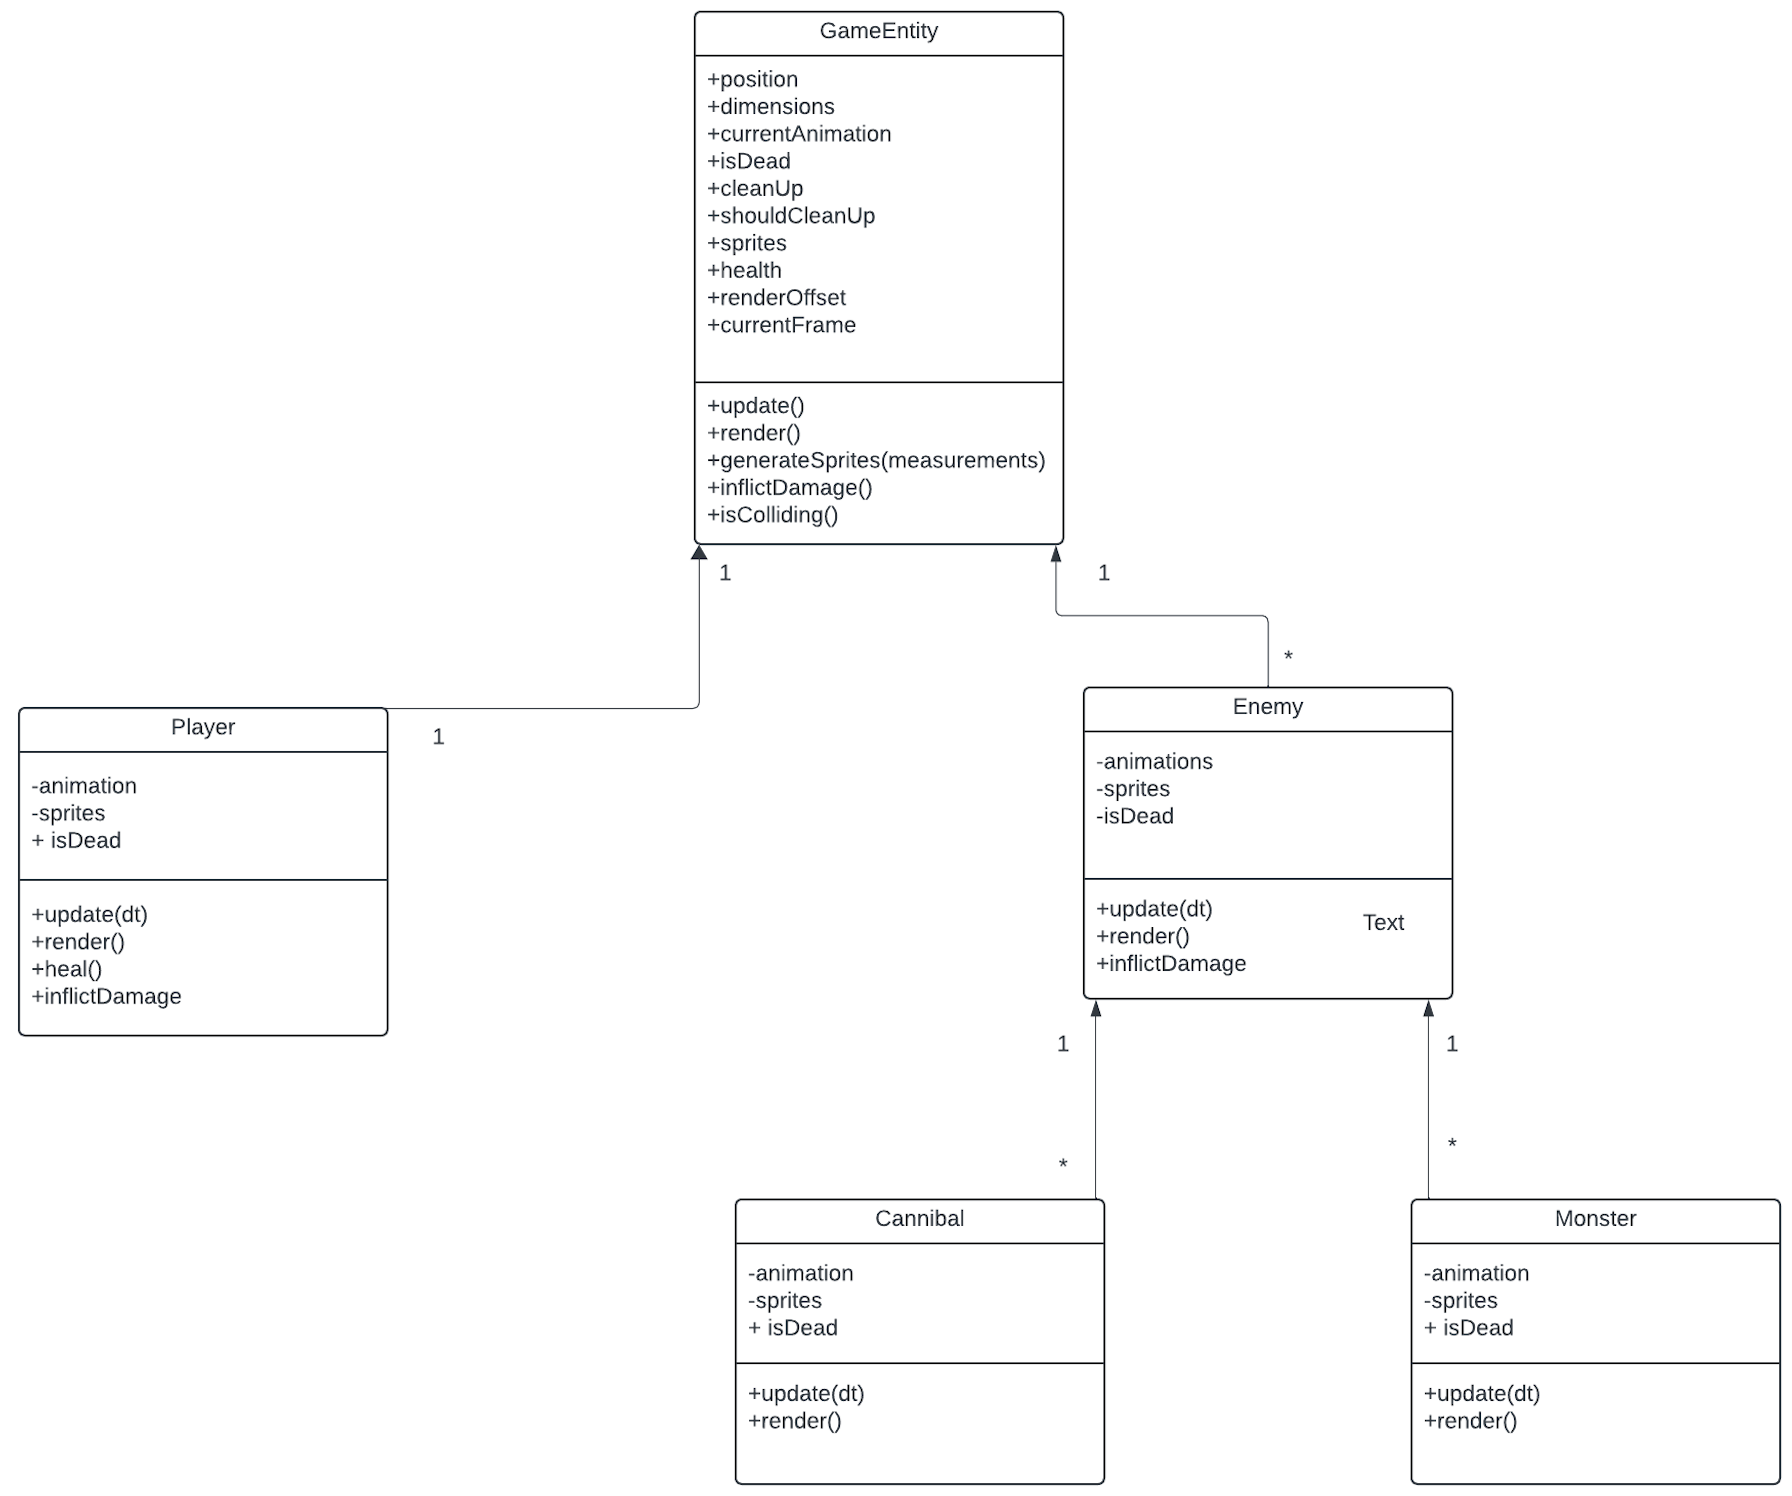 GameEntity
+position
+dimensions
+currentAnimation
+isDead
+cleanUp
+shouldCleanUp
+sprites
+health
+renderOffset
+currentFrame
+update()
+render()
+generateSprites(measurements)
+inflictDamage()
+isColliding()
1
1
*
1
Player
-animation
-sprites
+ isDead
+update(dt)
+render()
+heal()
+inflictDamage
Enemy
-animations
-sprites
-isDead
+update(dt)
+render()
+inflictDamage
Text
1
1
*
*
Cannibal
-animation
-sprites
+ isDead
+update(dt)
+render()
Monster
-animation
-sprites
+ isDead
+update(dt)
+render()